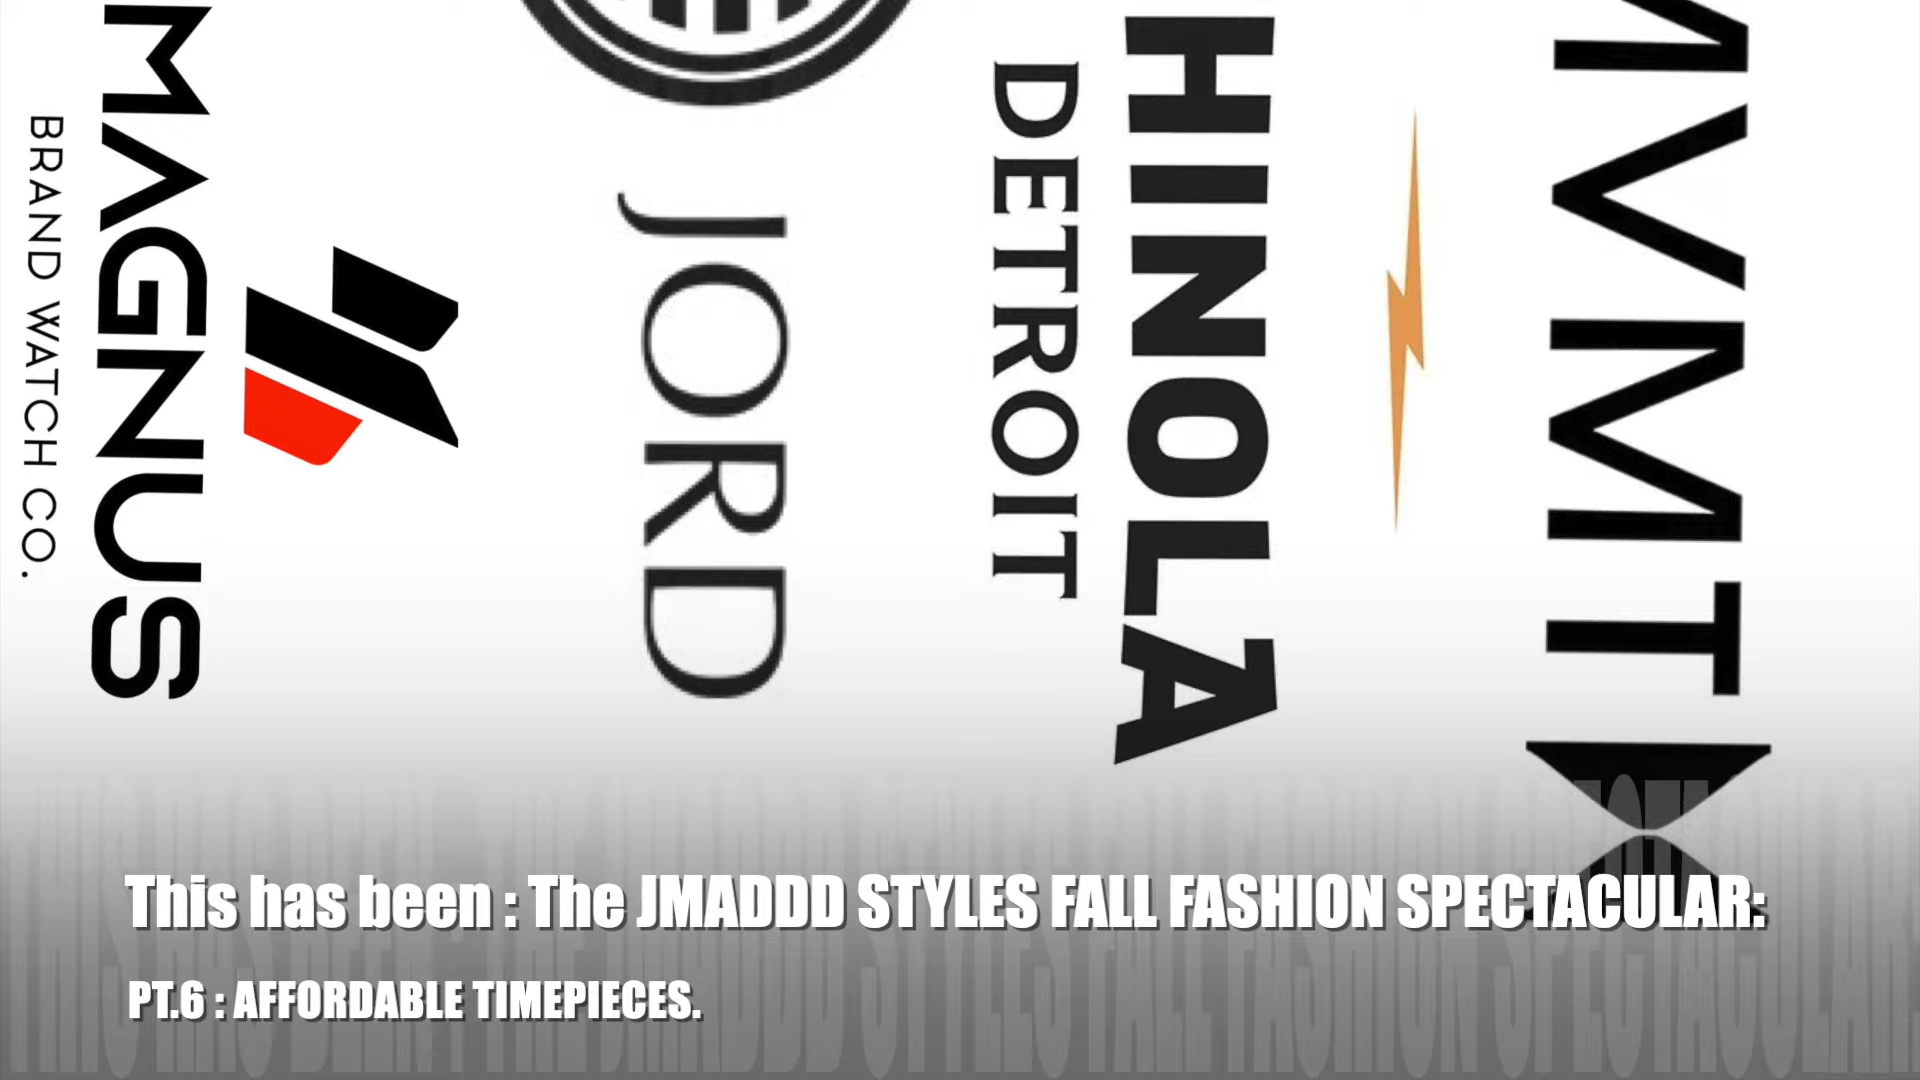 MAGNUS
BRAND WATCH CO.
JORD
HINOLA
DETROIT
MVMT
This has been : The JMADDD STYLES FALL FASHION SPECTACULAR:
PT.6 : AFFORDABLE TIMEPIECES.